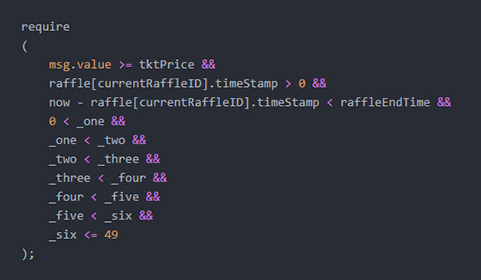 require
(
msg.value >= tktPrice &&
raffle[currentRaffleID].timeStamp > 0 &&
now - raffle[currentRaffleID].timeStamp < raffleEndTime &&
0 < _one &&
_one < _two &&
_two < _three &&
_three < _four &&
_four < _five &&
_five < _six &&
_six <= 49
);